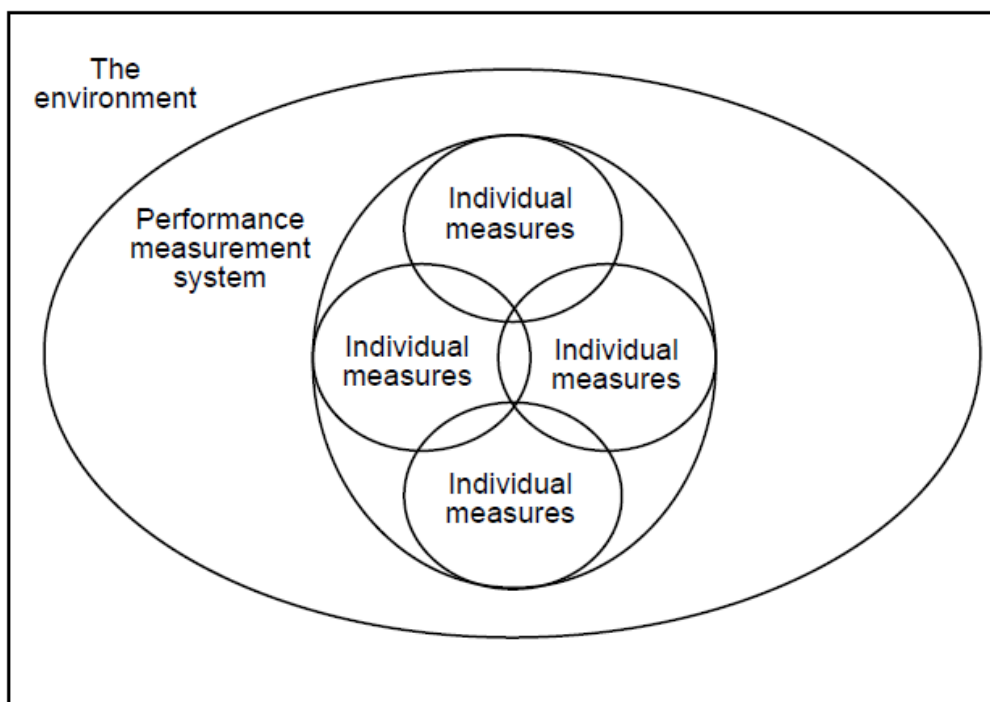 The
environment
Performance
measurement
system
Individual
measures
Individual
measures
Individual
measures
Individual
measures